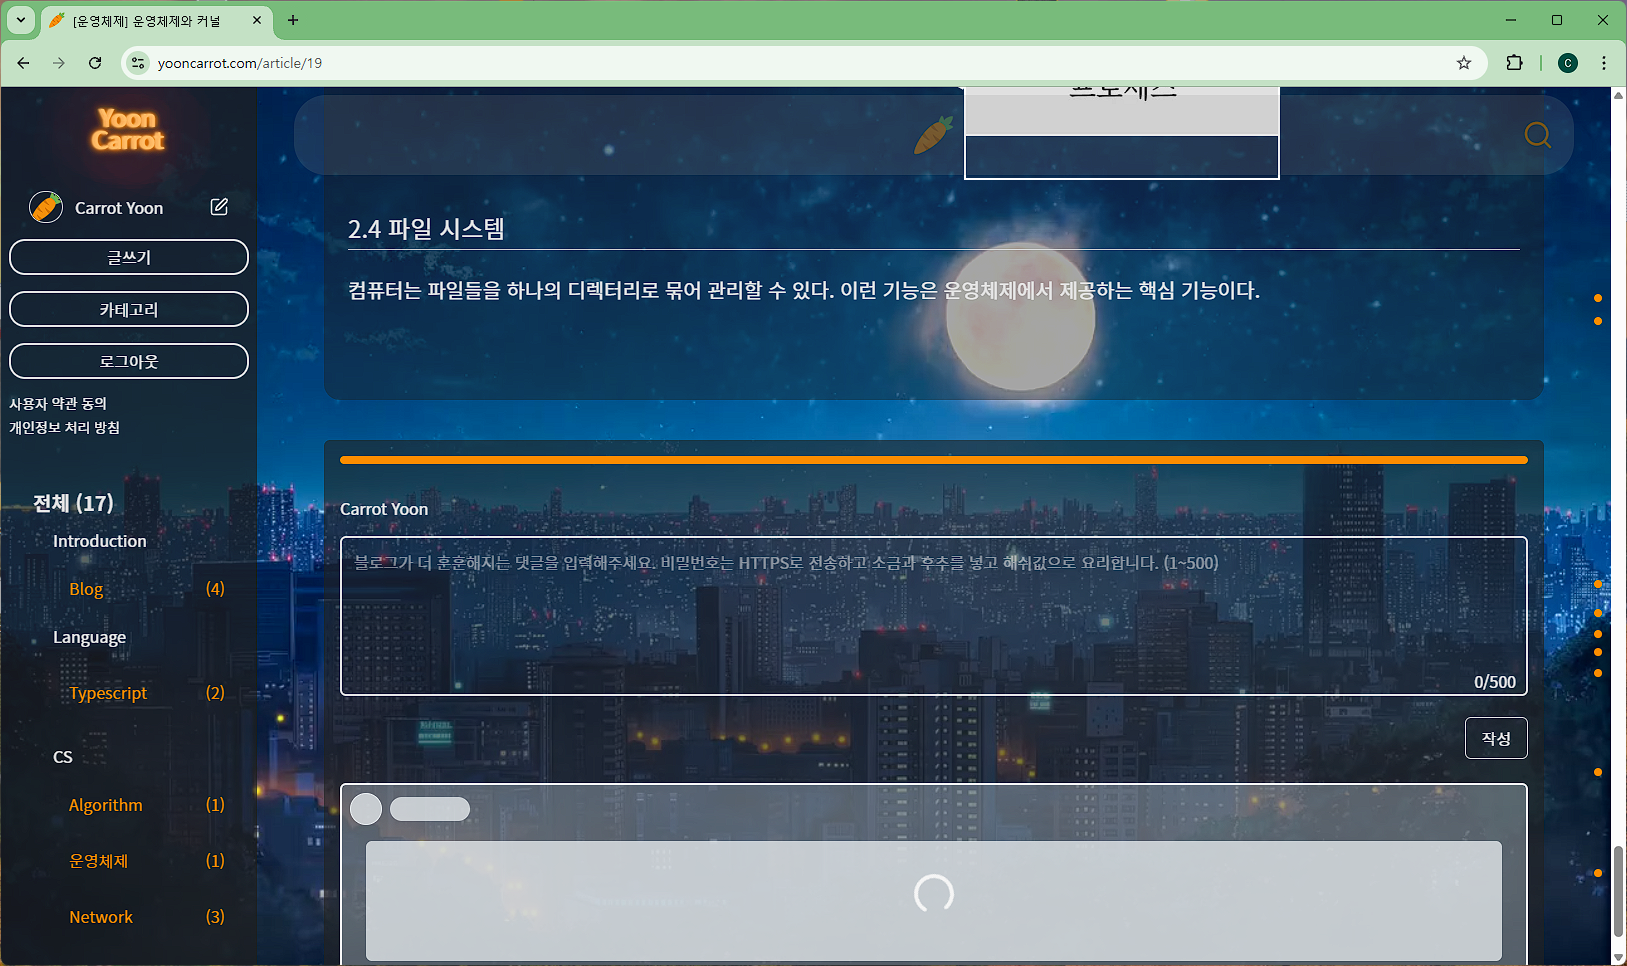 [운영체제] 운영체제와 커널
yooncarrot.com/article/19
C
Yoon
Carrot
Carrot Yoon
글쓰기
카테고리
로그아웃
사용자 약관 동의
개인정보 처리 방침
전체 (17)
Introduction
Blog (4)
Language
Typescript (2)
CS
Algorithm (1)
운영체제 (1)
Network (3)
프로세스
2.4 파일 시스템
컴퓨터는 파일들을 하나의 디렉터리로 묶어 관리할 수 있다. 이런 기능은 운영체제에서 제공하는 핵심 기능이다.
Carrot Yoon
블로그가 더 훈훈해지는 댓글을 입력해주세요. 비밀번호는 HTTPS로 전송하고 소금과 후추를 넣고 해쉬값으로 요리합니다. (1~500)
0/500
작성